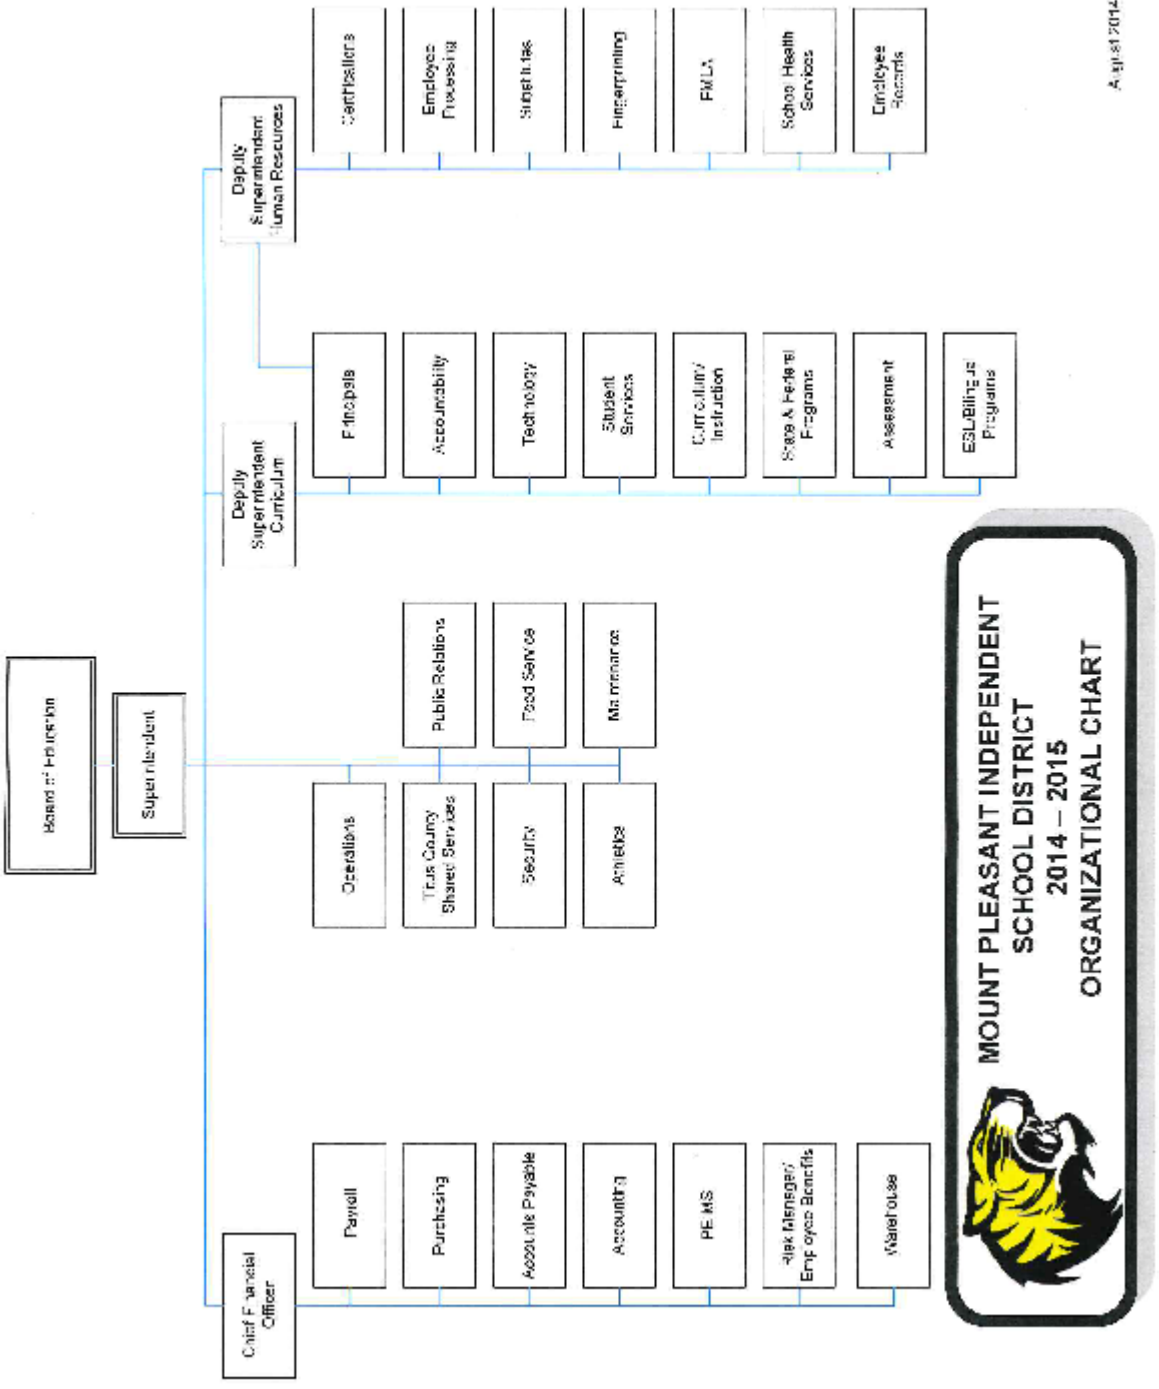 Board of Education
Superintendent
Chief Financial
Officer
Deputy
Superintendent
Curriculum
Deputy
Superintendent
Human Resources
Payroll
Purchasing
Accounts Payable
Accounting
PEIMS
Risk Manager/
Employee Benefits
Warehouse
Operations
Titus County
Shared Services
Public Relations
Security
Food Service
Athletics
Maintenance
Principals
Accountability
Technology
Student
Services
Curriculum/
Instruction
State & Federal
Programs
Assessment
ESL/Bilingual
Programs
Certifications
Employee
Processing
Substitutes
Fingerprinting
FMLA
School Health
Services
Employee
Records
MOUNT PLEASANT INDEPENDENT
SCHOOL DISTRICT
2014 – 2015
ORGANIZATIONAL CHART
August 2014